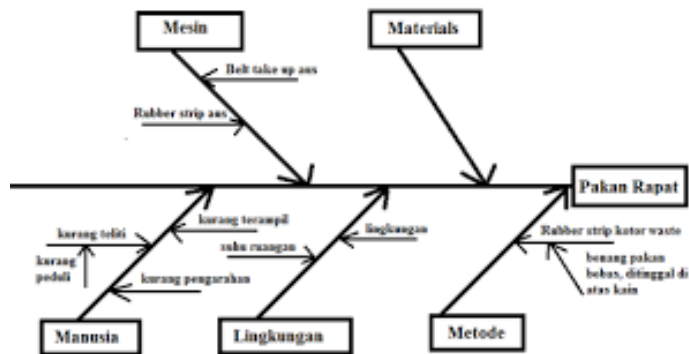 Mesin
Materials
Belt take up aus
Rubber strip aus
Pakan Rapat
kurang terampil
kurang teliti
kurang
peduli
kurang pengarahan
lingkungan
suhu ruangan
Rubber strip kotor waste
benang pakan
bebas, ditinggal di
atas kain
Manusia
Lingkungan
Metode